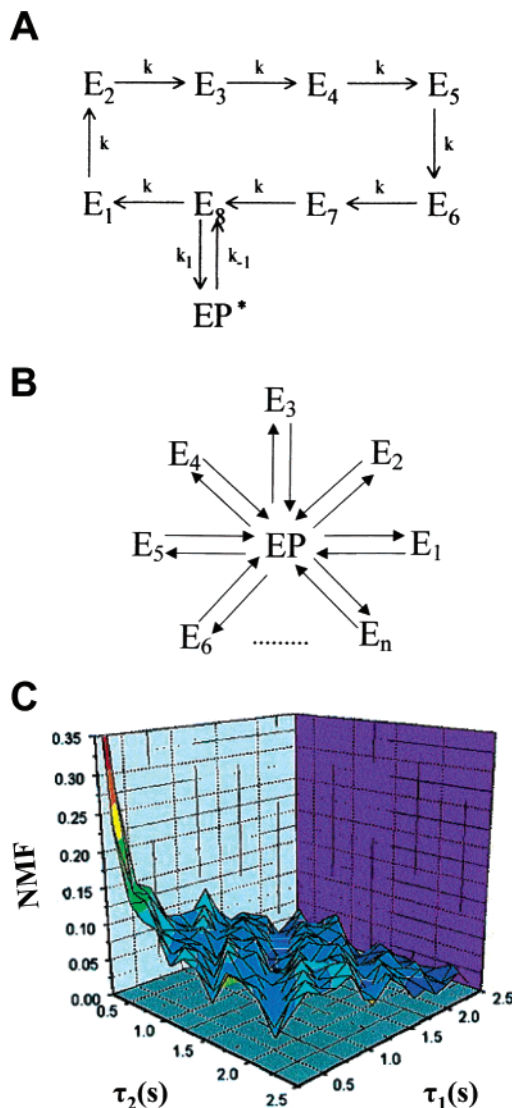 A
E2 k E3 k E4 k E5
k k
E1 k E8 k E7 k E6
k1 k-1
EP*
B
E3
E4 E2
E5 EP E1
E6 ......... En
C
0.35
0.30
0.25
0.20
0.15
0.10
0.05
0.00
NMF
0.5 1.0 1.5 2.0 2.5
τ2(s)
0.5 1.0 1.5 2.0 2.5
τ1(s)